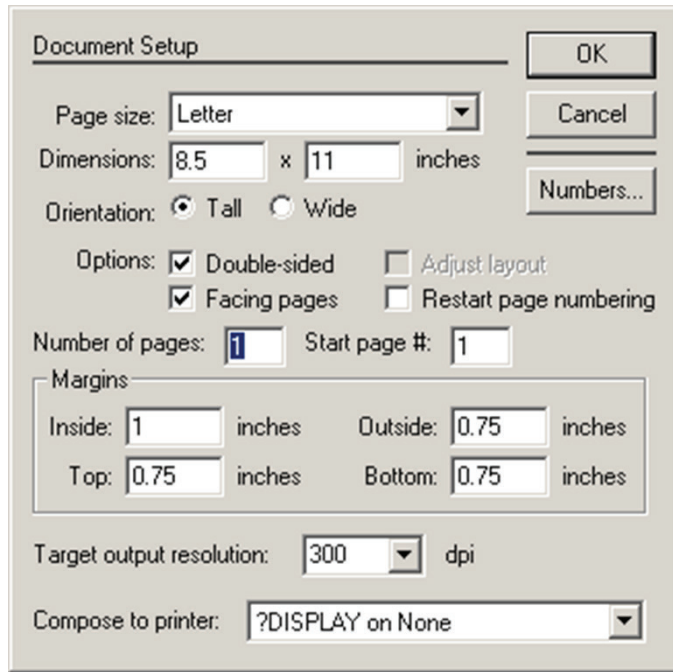 Document Setup
OK
Page size: Letter
Cancel
Dimensions: 8.5 x 11 inches
Numbers...
Orientation: Tall Wide
Options: Double-sided Adjust layout
Facing pages Restart page numbering
Number of pages: 1 Start page #: 1
Margins
Inside: 1 inches Outside: 0.75 inches
Top: 0.75 inches Bottom: 0.75 inches
Target output resolution: 300 dpi
Compose to printer: ?DISPLAY on None